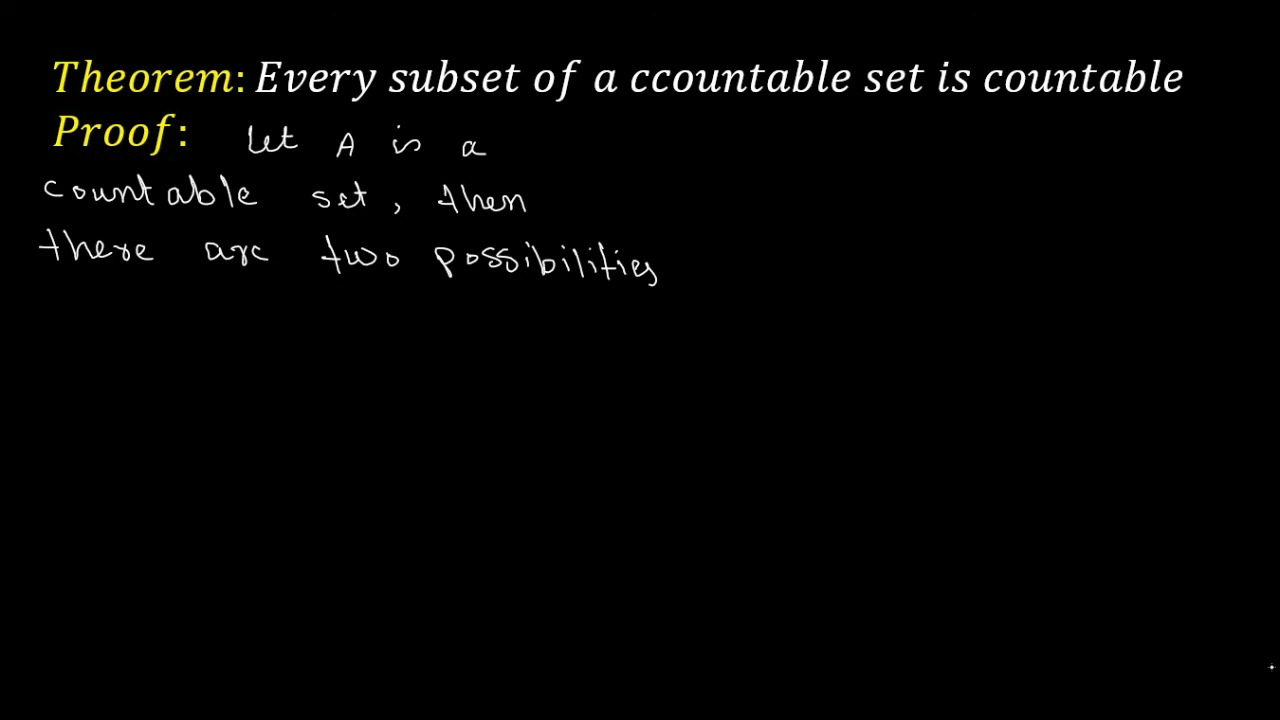 Theorem: Every subset of a ccountable set is countable
Proof: Let A is a
countable set, then
there are two possibilities